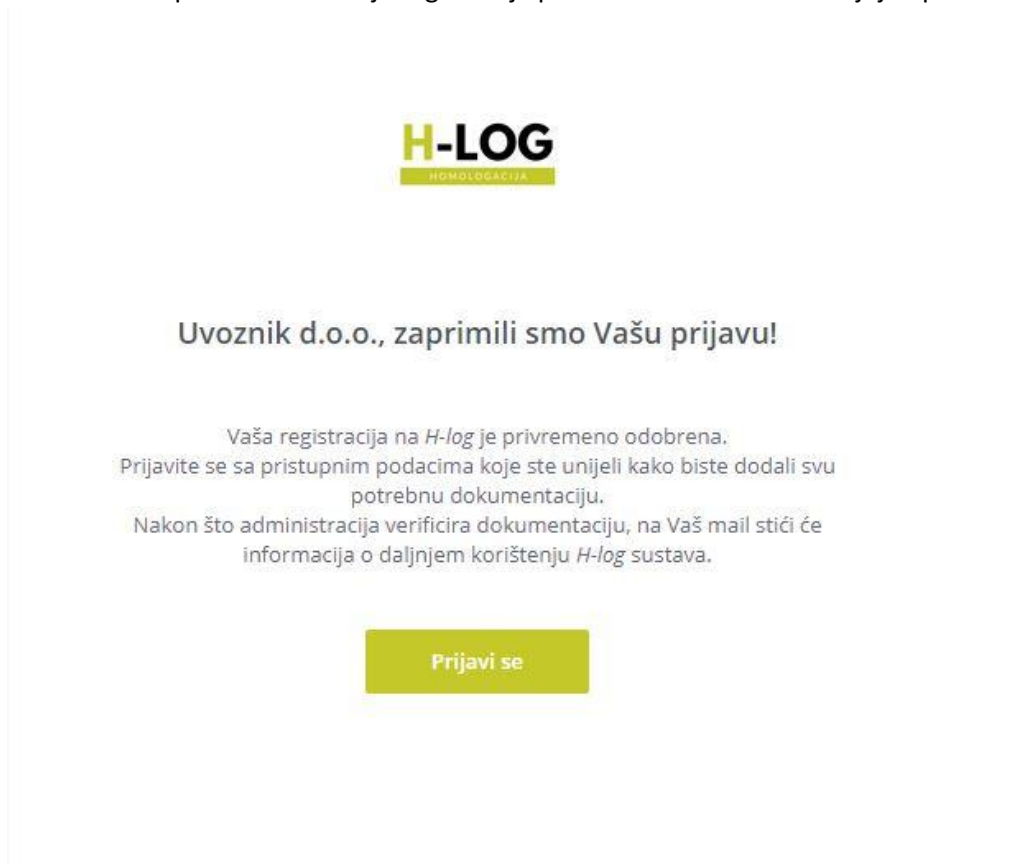 H-LOG
HOMOLOGACIJA
Uvoznik d.o.o., zaprimili smo Vašu prijavu!
Vaša registracija na H-log je privremeno odobrena.
Prijavite se sa pristupnim podacima koje ste unijeli kako biste dodali svu
potrebnu dokumentaciju.
Nakon što administracija verificira dokumentaciju, na Vaš mail stići će
informacija o daljnjem korištenju H-log sustava.
Prijavi se